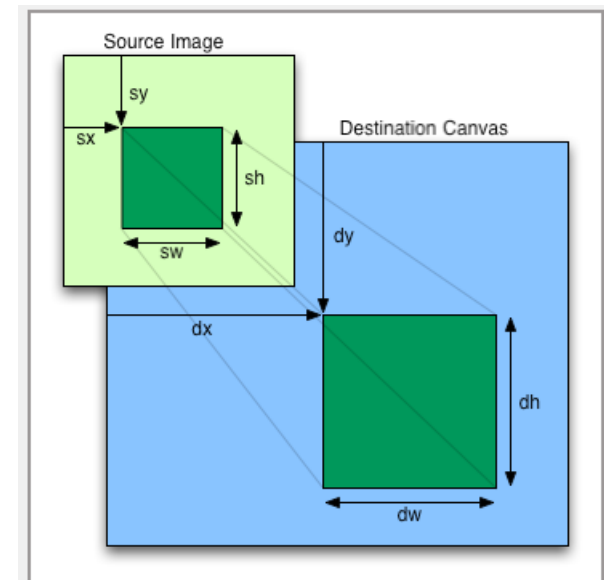 Source Image
sy
sx
Destination Canvas
sh
sw
dy
dx
dh
dw